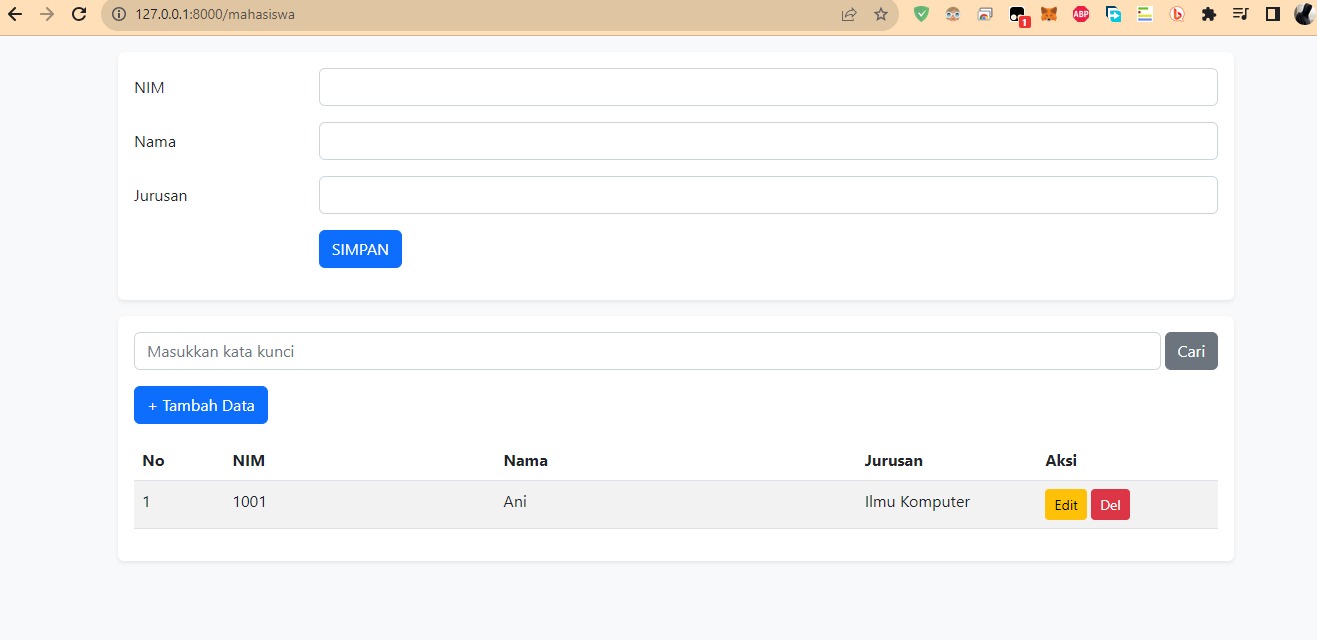 127.0.0.1:8000/mahasiswa
1
ABP
b
NIM
Nama
Jurusan
SIMPAN
Masukkan kata kunci Cari
+ Tambah Data
No NIM Nama Jurusan Aksi
1 1001 Ani Ilmu Komputer Edit Del